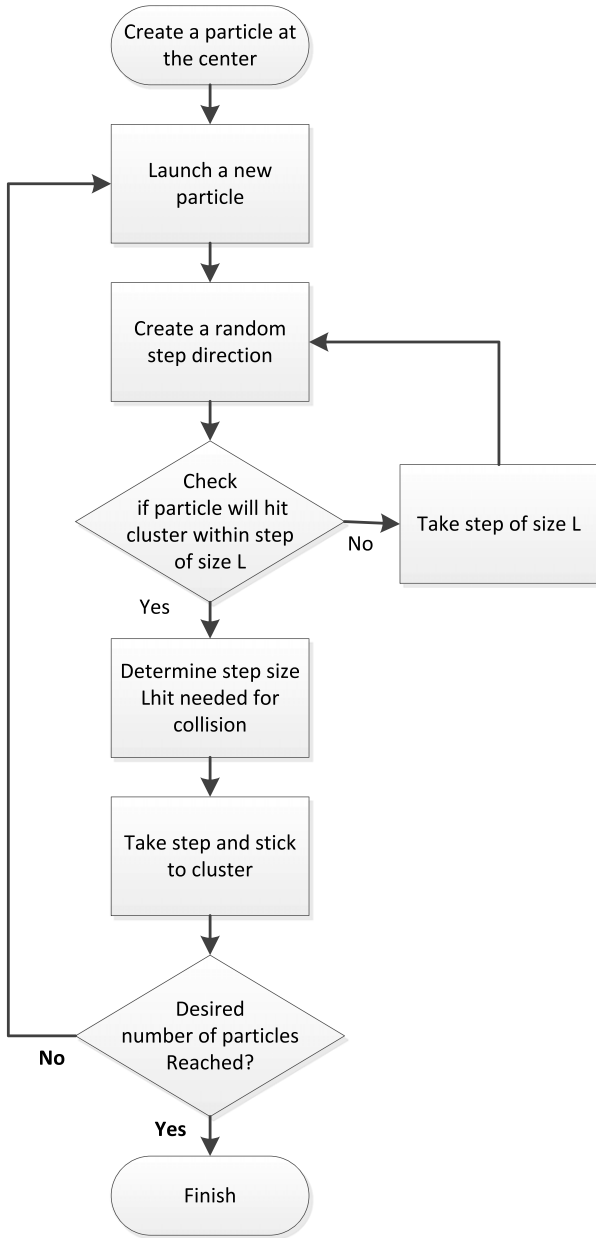 Create a particle at
the center
Launch a new
particle
Create a random
step direction
Check
if particle will hit
cluster within step
of size L
No
Take step of size L
Yes
Determine step size
Lhit needed for
collision
Take step and stick
to cluster
Desired
number of particles
Reached?
No
Yes
Finish